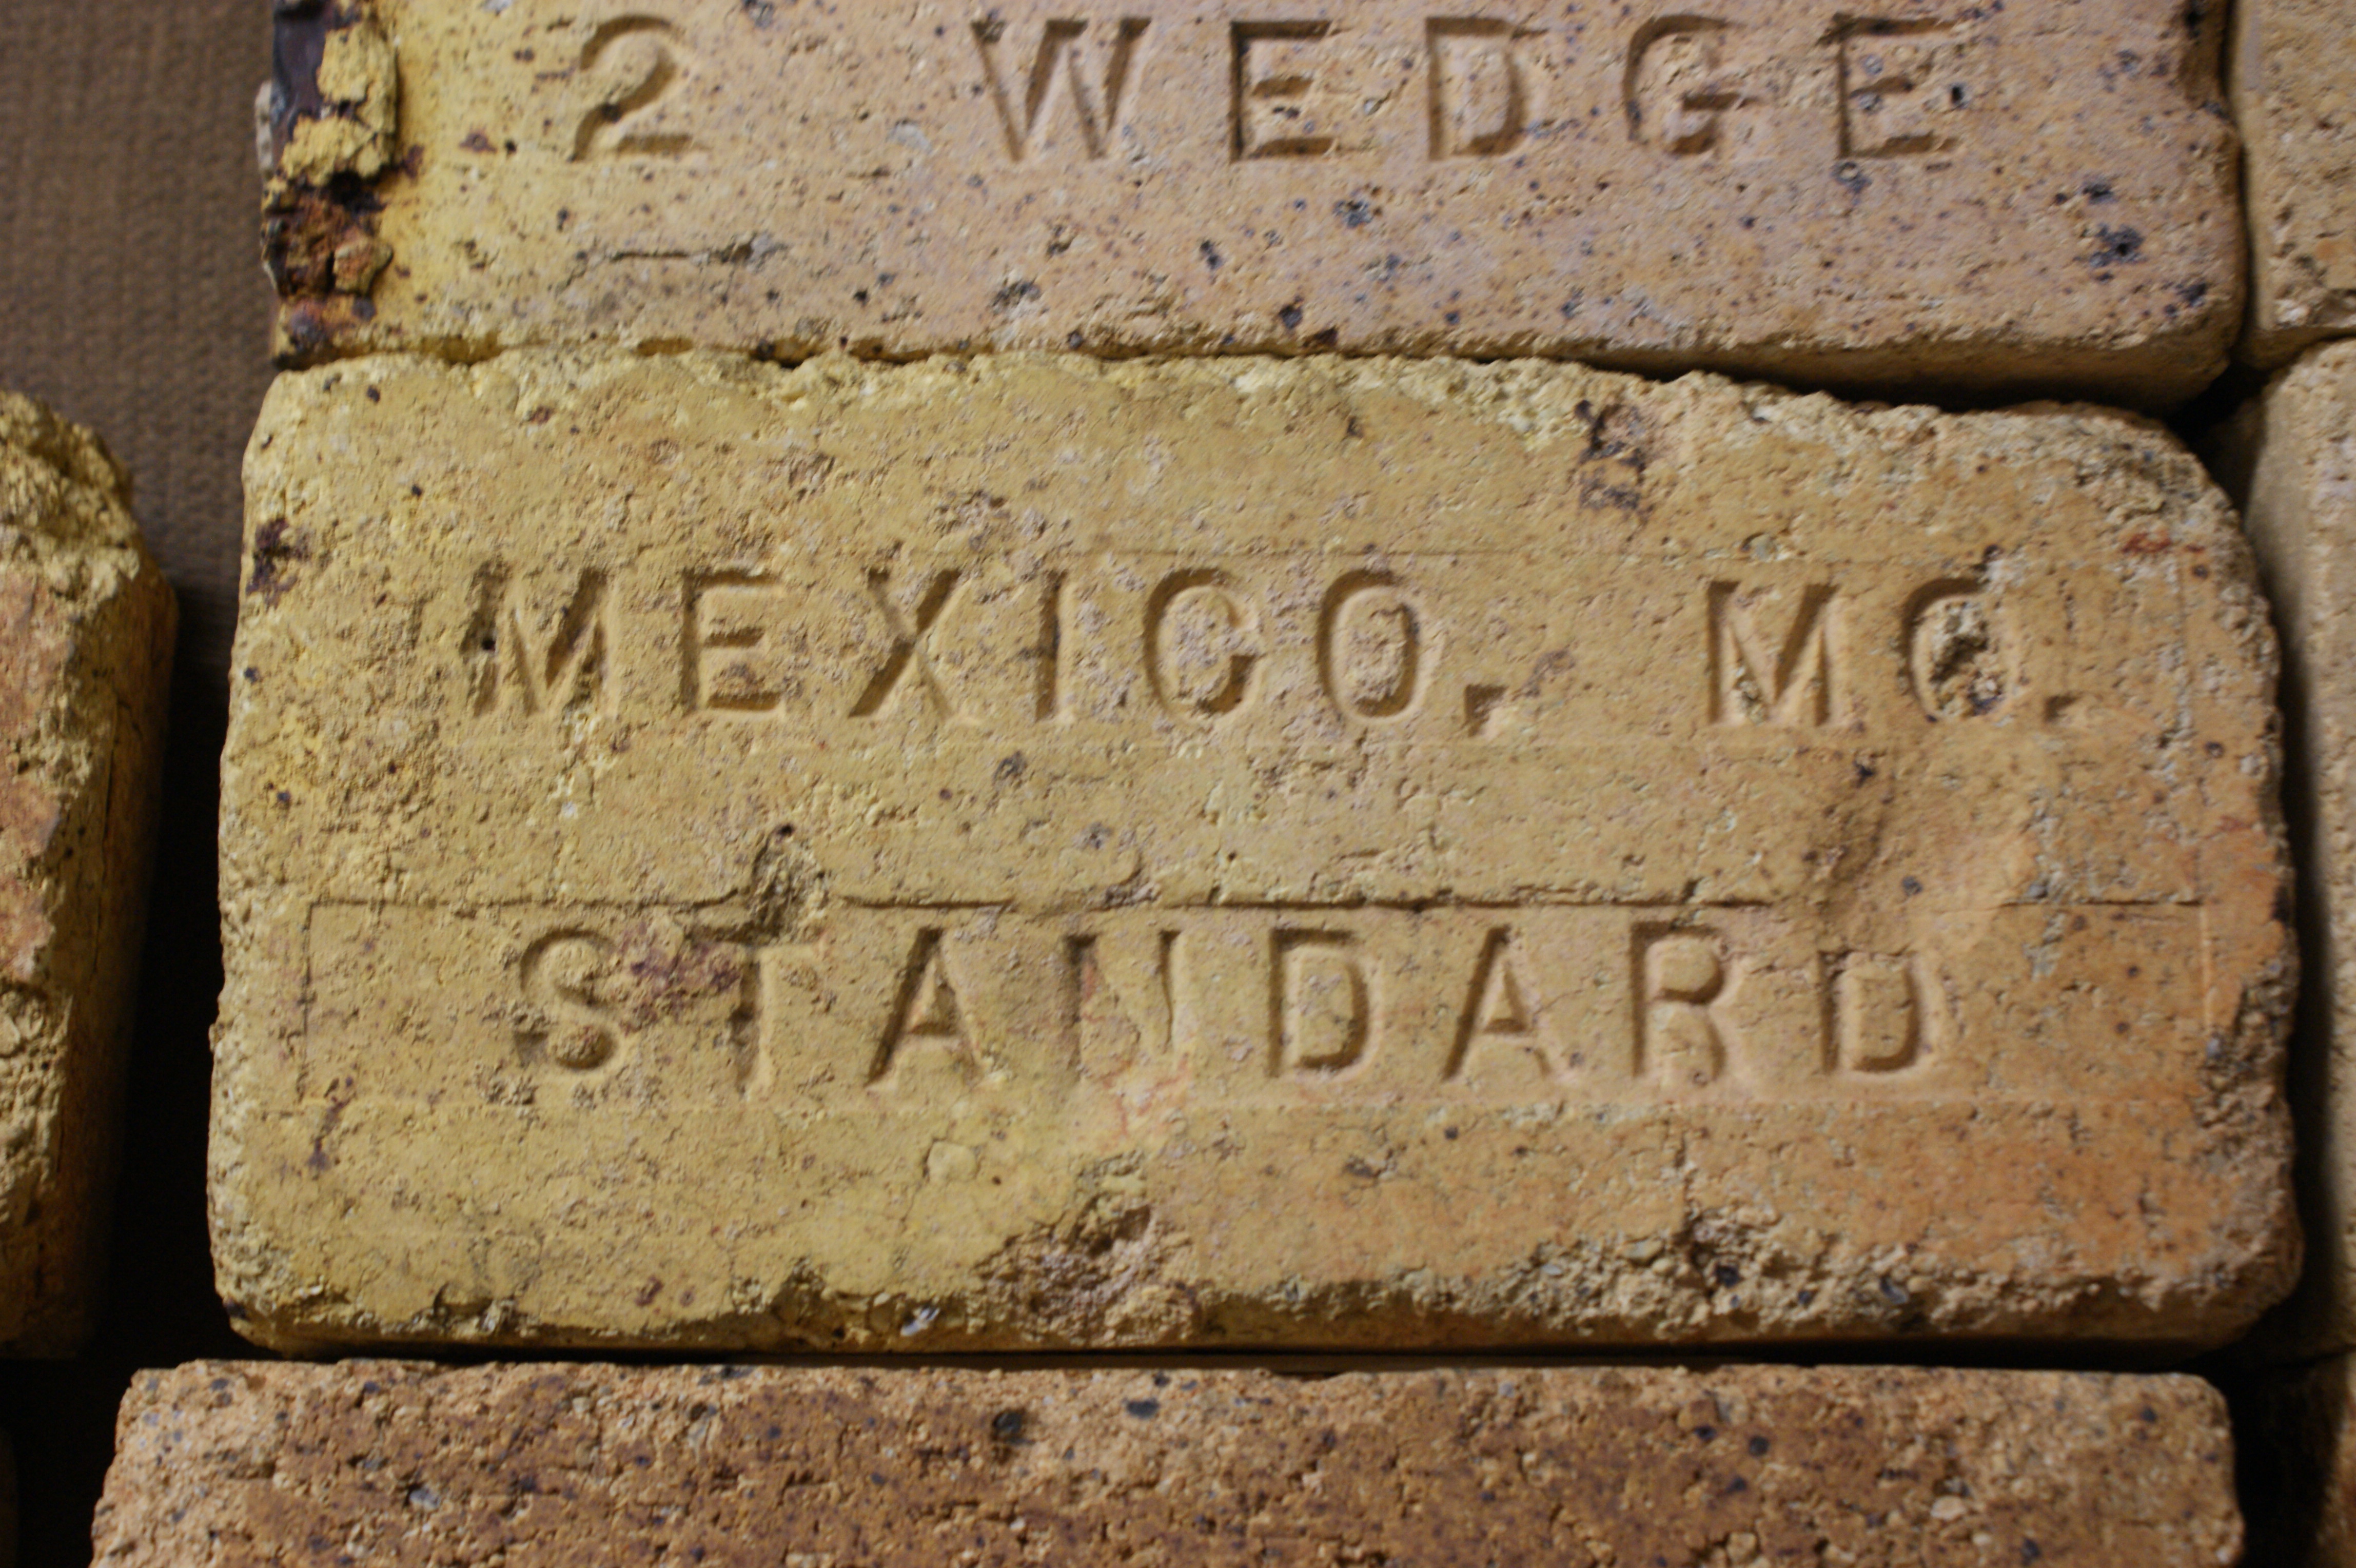 2 WEDGE
MEXICO, MO.
STANDARD